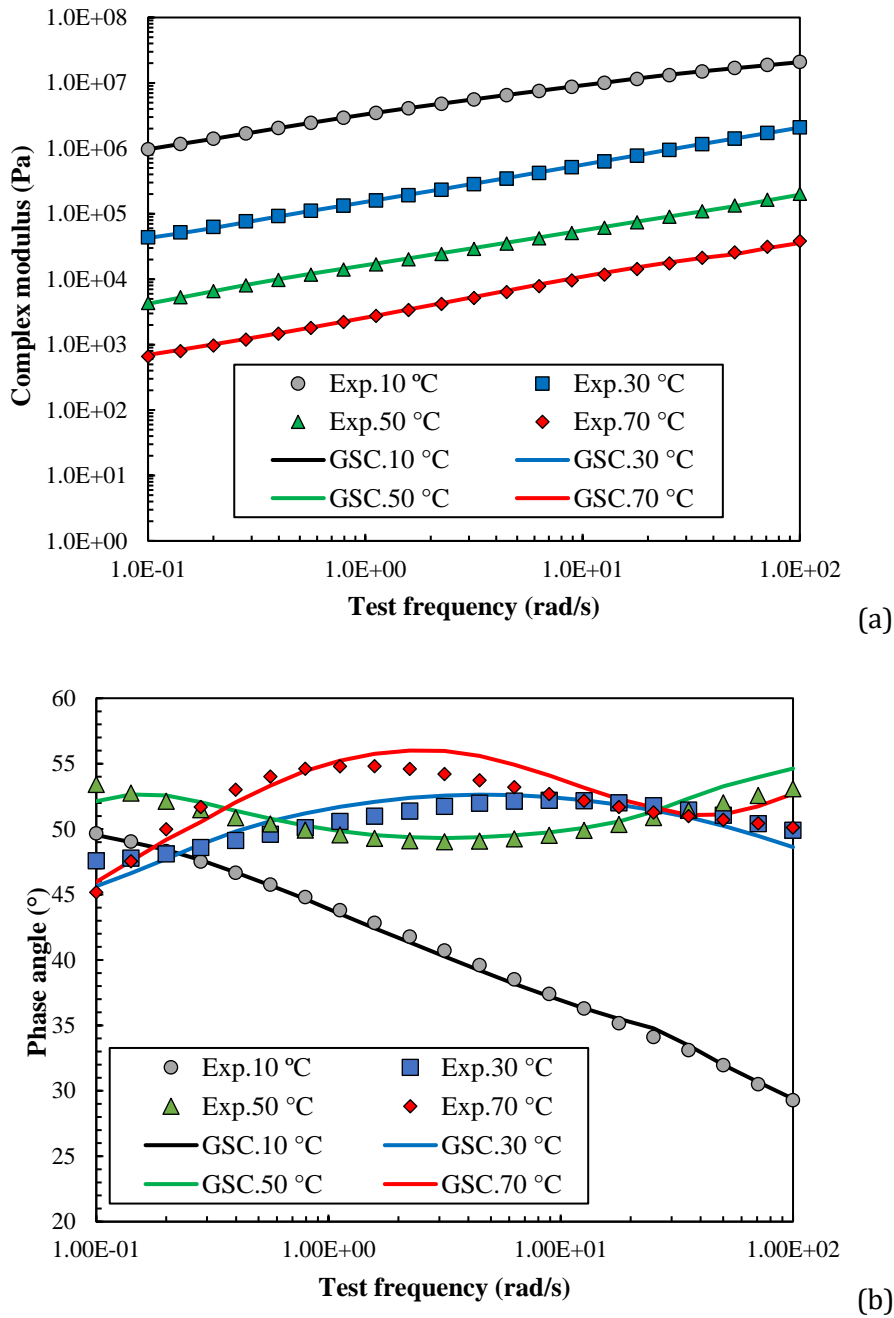 1.0E+08
1.0E+07
1.0E+06
1.0E+05
1.0E+04
1.0E+03
1.0E+02
1.0E+01
1.0E+00
Complex modulus (Pa)
Exp.10 ºC
Exp.30 °C
Exp.50 °C
Exp.70 °C
GSC.10 °C
GSC.30 °C
GSC.50 °C
GSC.70 °C
1.0E-01
1.0E+00
1.0E+01
1.0E+02
Test frequency (rad/s)
(a)
60
55
50
45
40
35
30
25
20
Phase angle (°)
Exp.10 ºC
Exp.30 °C
Exp.50 °C
Exp.70 °C
GSC.10 °C
GSC.30 °C
GSC.50 °C
GSC.70 °C
1.00E-01
1.00E+00
1.00E+01
1.00E+02
Test frequency (rad/s)
(b)